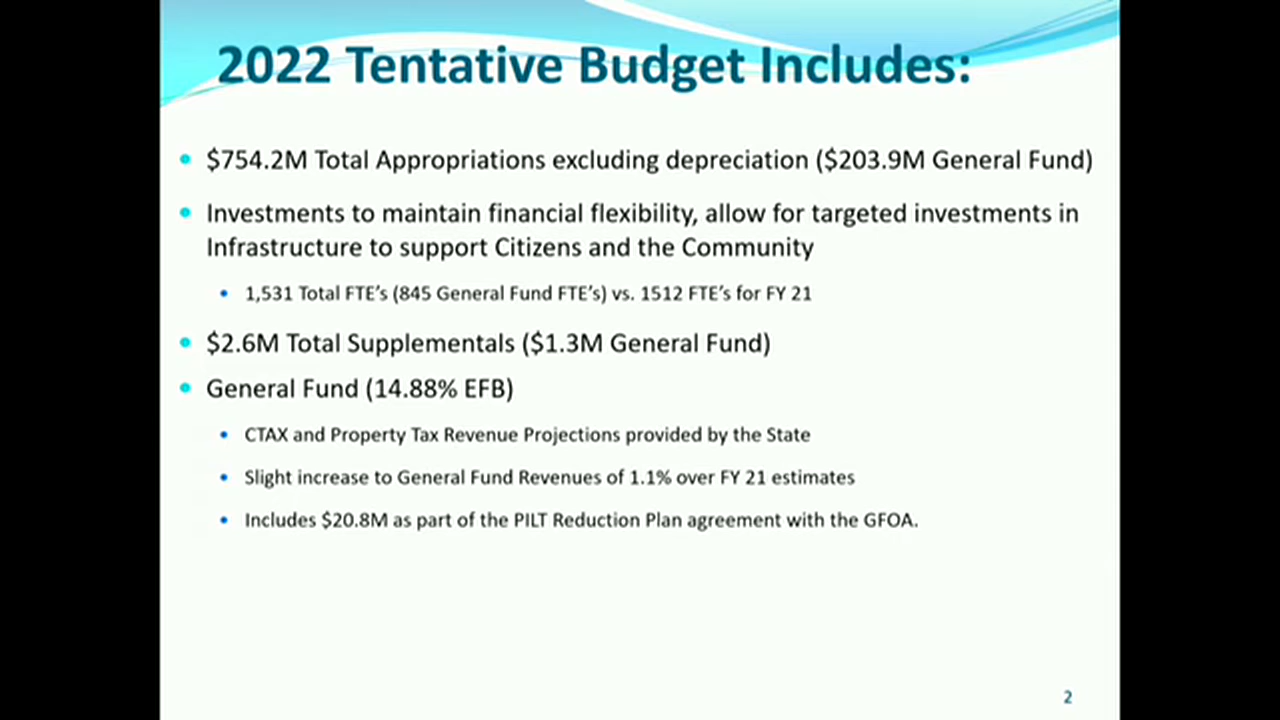 2022 Tentative Budget Includes:
$754.2M Total Appropriations excluding depreciation ($203.9M General Fund)
Investments to maintain financial flexibility, allow for targeted investments in
Infrastructure to support Citizens and the Community
1,531 Total FTE's (845 General Fund FTE's) vs. 1512 FTE's for FY 21
$2.6M Total Supplementals ($1.3M General Fund)
General Fund (14.88% EFB)
CTAX and Property Tax Revenue Projections provided by the State
Slight increase to General Fund Revenues of 1.1% over FY 21 estimates
Includes $20.8M as part of the PILT Reduction Plan agreement with the GFOA.
2